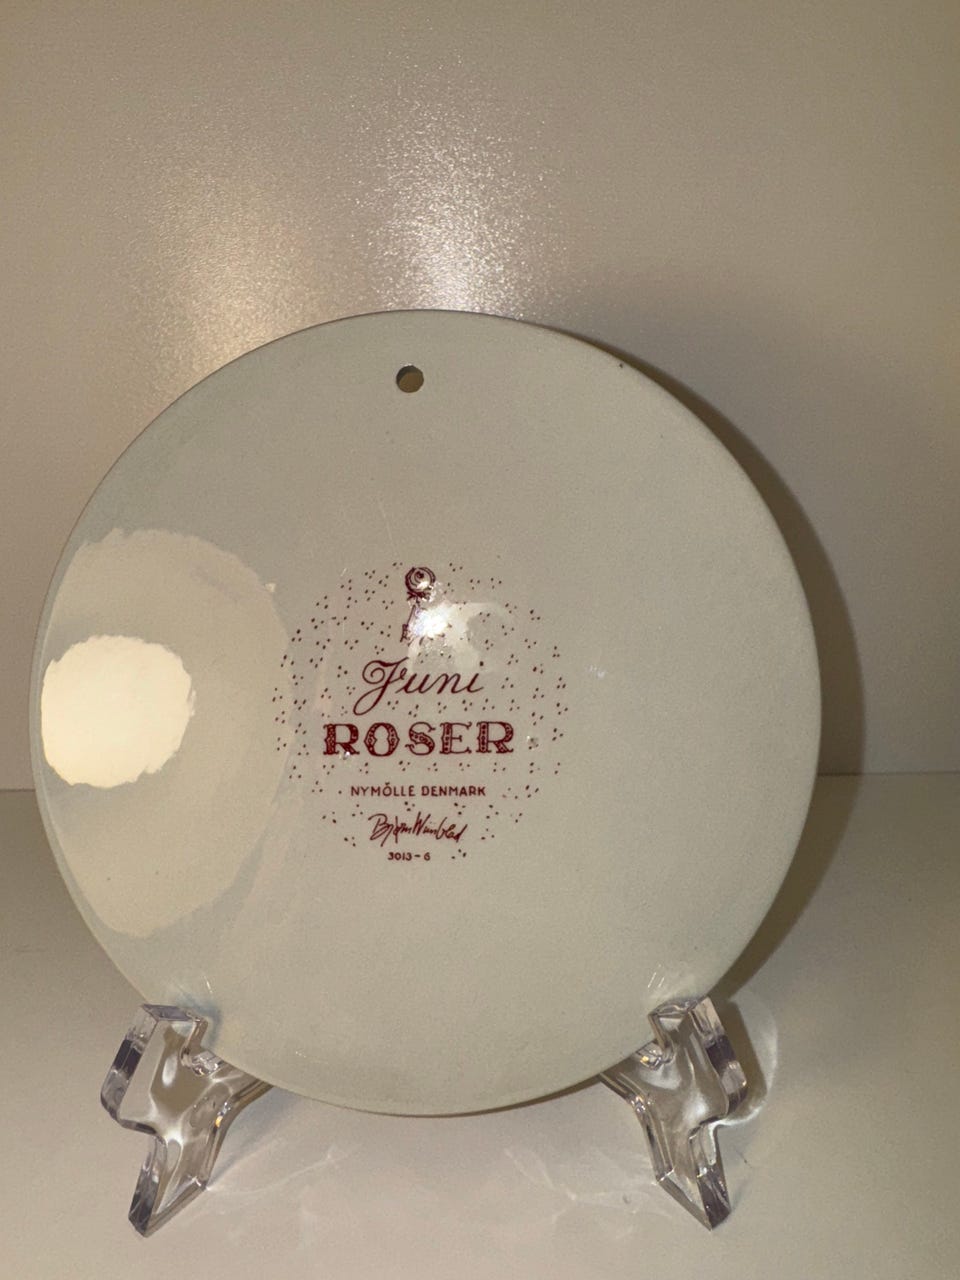 Juni
ROSER
NYMÖLLE DENMARK
Bjørn Wiinblad
3013-6